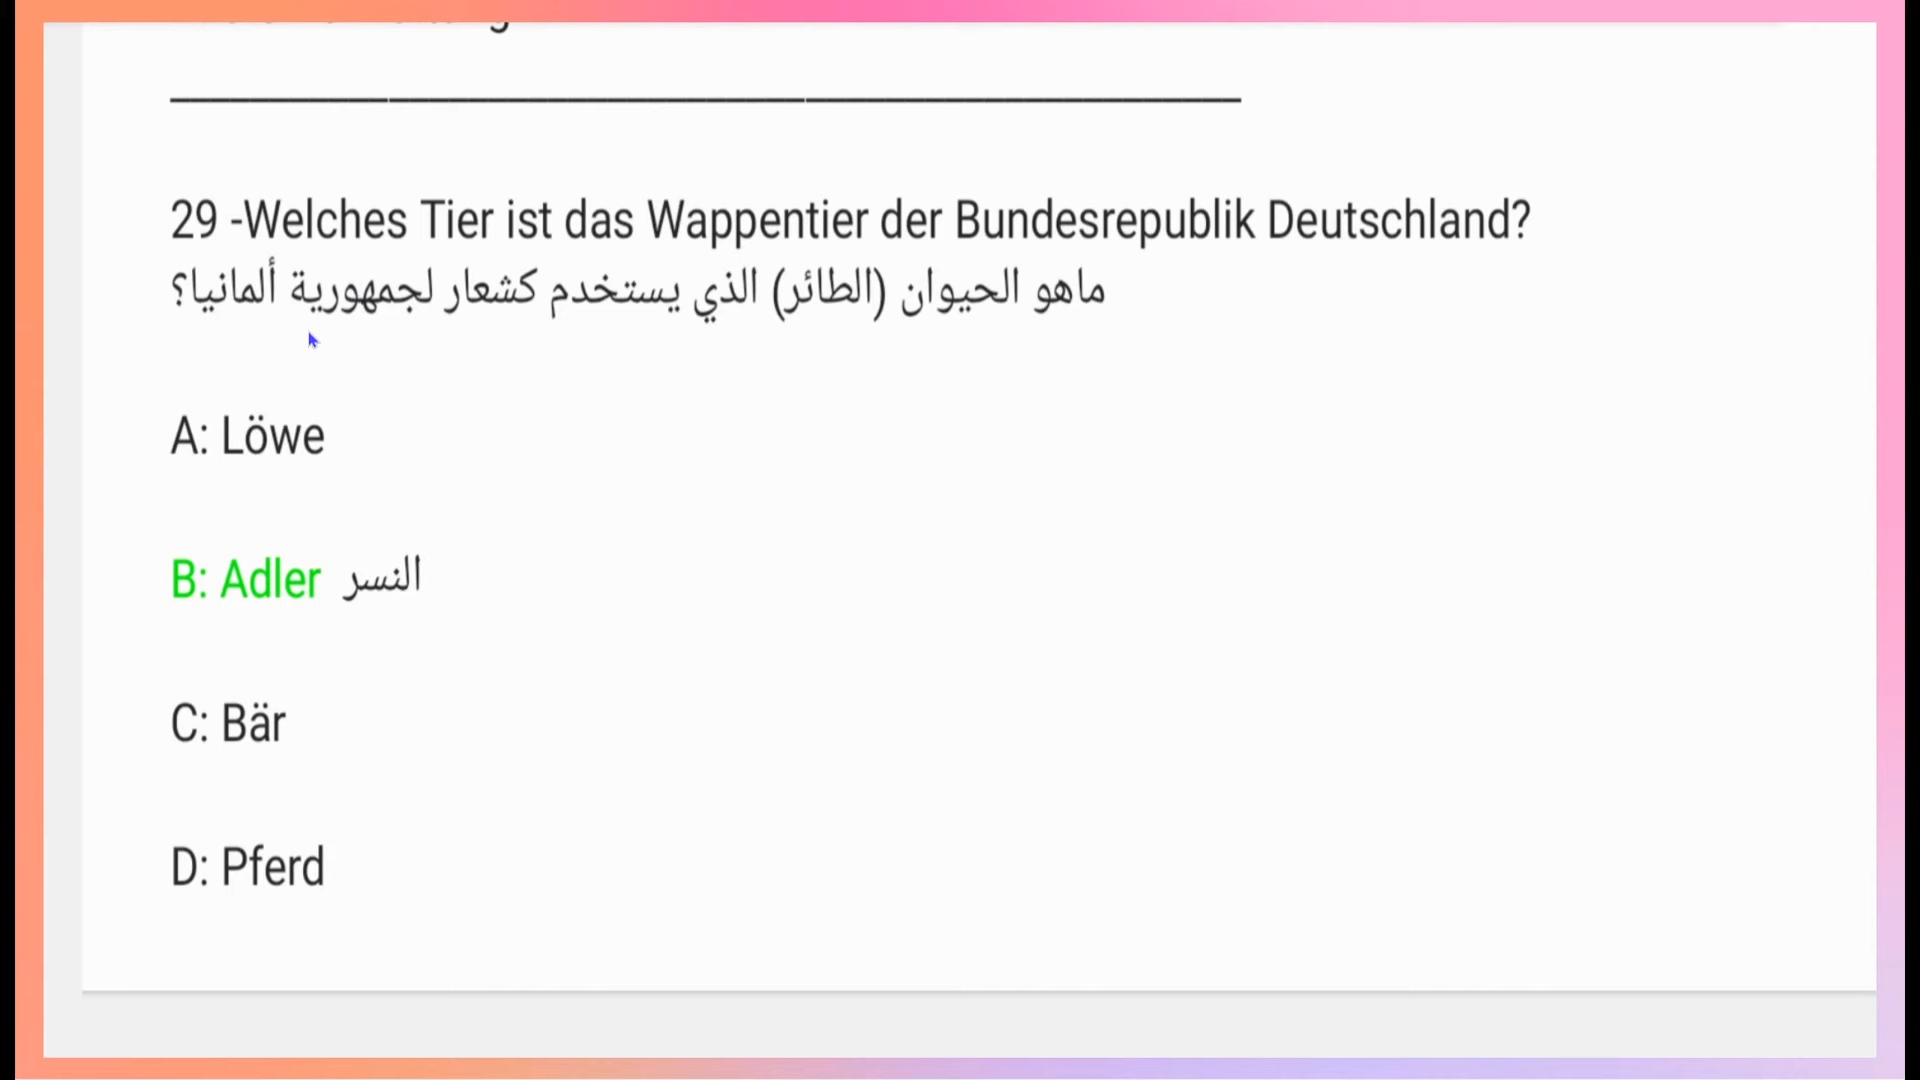 29 -Welches Tier ist das Wappentier der Bundesrepublik Deutschland?
ماهو الحيوان (الطائر) الذي يستخدم كشعار لجمهورية ألمانيا؟
A: Löwe
B: Adler النسر
C: Bär
D: Pferd